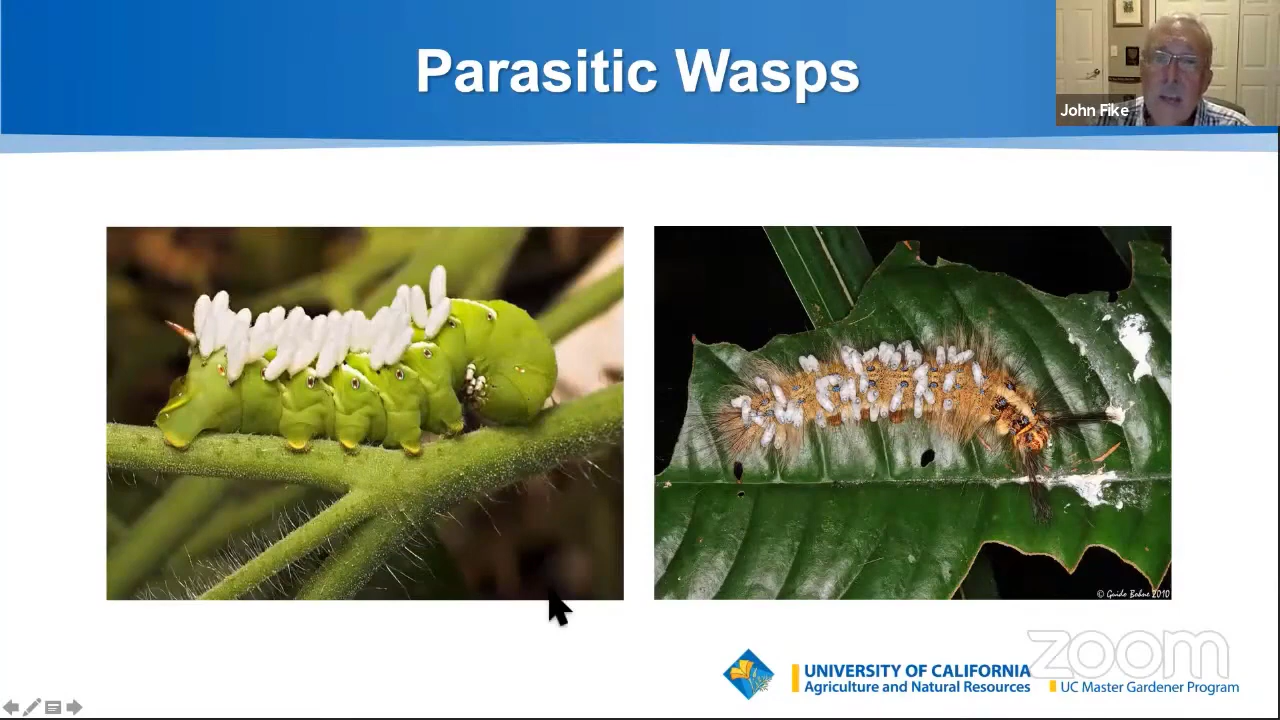 Parasitic Wasps
John Fike
© Guido Bohne 2010
zoom
UNIVERSITY OF CALIFORNIA
Agriculture and Natural Resources
UC Master Gardener Program